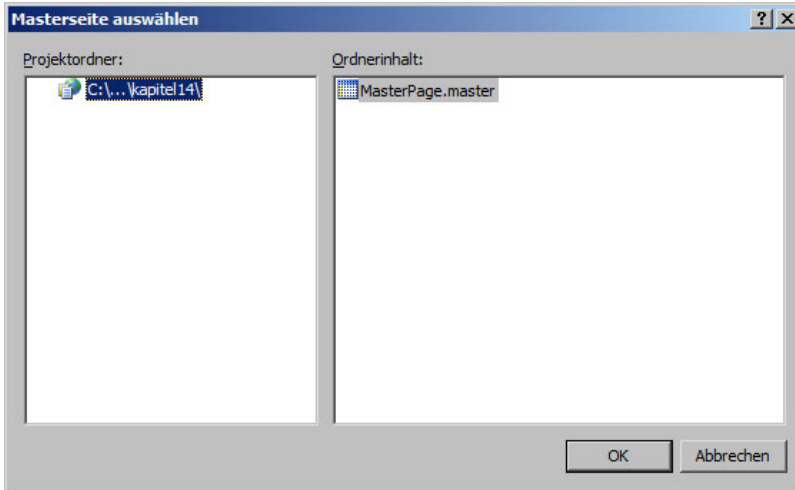 Masterseite auswählen
Projektordner:
Ordnerinhalt:
C:\...\kapitel14\
MasterPage.master
OK
Abbrechen